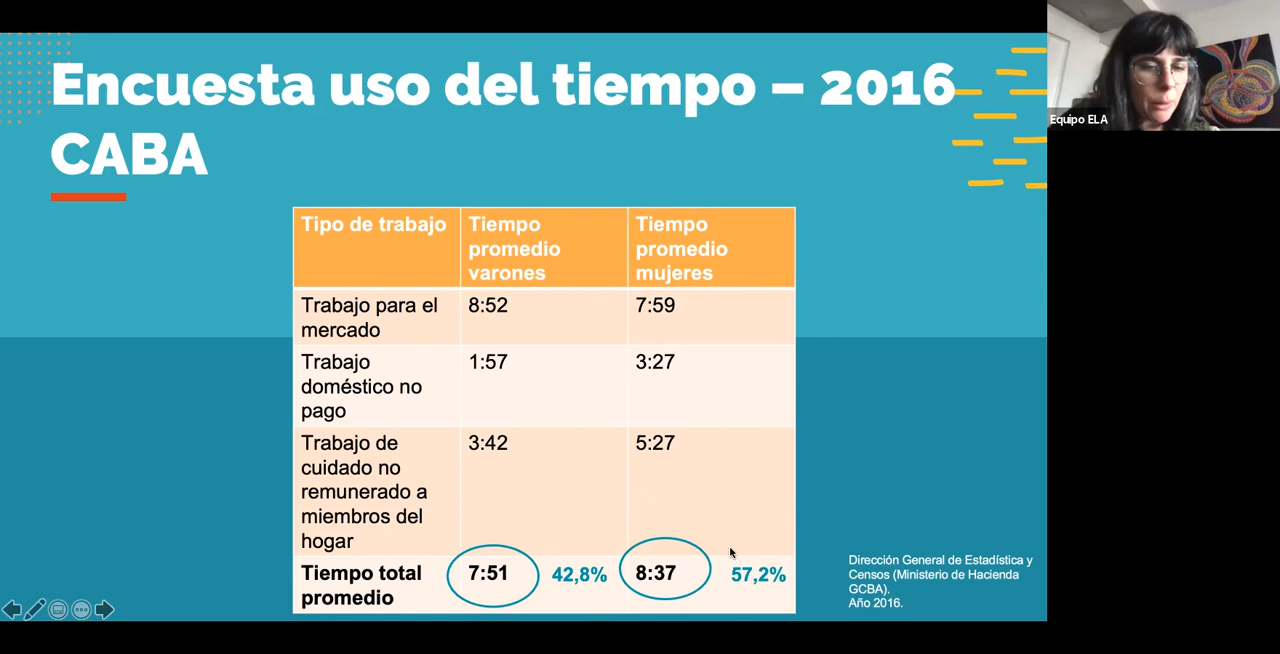 Encuesta uso del tiempo – 2016
CABA
Equipo ELA
Tipo de trabajo
Tiempo
promedio
varones
Tiempo
promedio
mujeres
Trabajo para el
mercado
8:52
7:59
Trabajo
doméstico no
pago
1:57
3:27
Trabajo de
cuidado no
remunerado a
miembros del
hogar
3:42
5:27
Tiempo total
promedio
7:51
42,8%
8:37
57,2%
Dirección General de Estadística y
Censos (Ministerio de Hacienda
GCBA).
Año 2016.